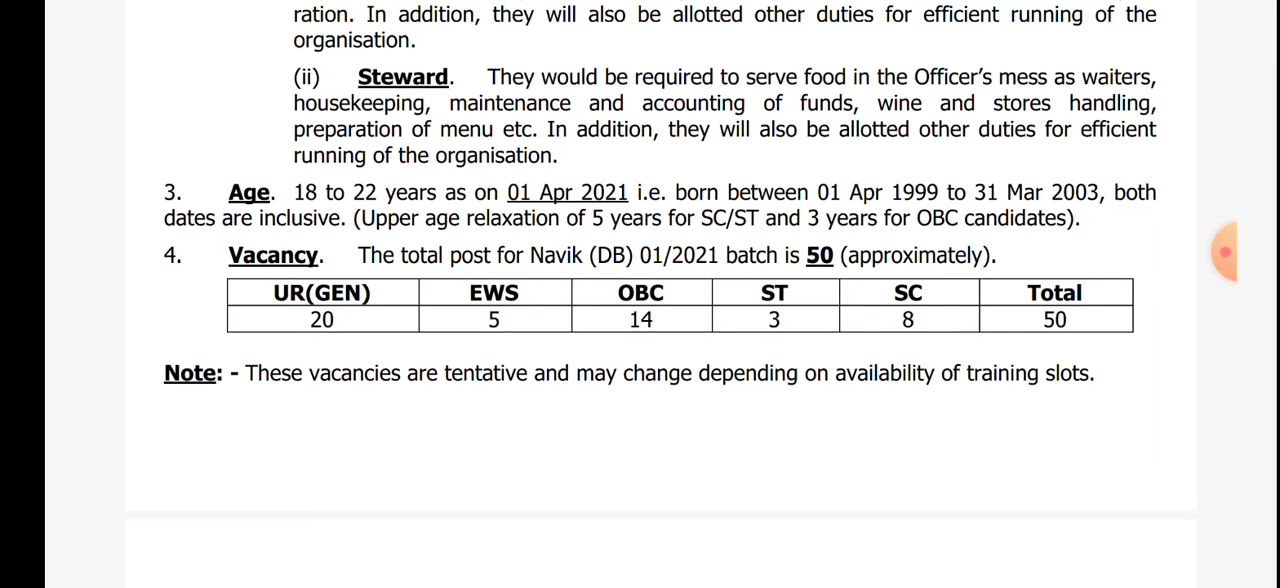 ration. In addition, they will also be allotted other duties for efficient running of the
organisation.
(ii) Steward. They would be required to serve food in the Officer’s mess as waiters,
housekeeping, maintenance and accounting of funds, wine and stores handling,
preparation of menu etc. In addition, they will also be allotted other duties for efficient
running of the organisation.
3. Age. 18 to 22 years as on 01 Apr 2021 i.e. born between 01 Apr 1999 to 31 Mar 2003, both
dates are inclusive. (Upper age relaxation of 5 years for SC/ST and 3 years for OBC candidates).
4. Vacancy. The total post for Navik (DB) 01/2021 batch is 50 (approximately).
UR(GEN) EWS OBC ST SC Total
20 5 14 3 8 50
Note: - These vacancies are tentative and may change depending on availability of training slots.